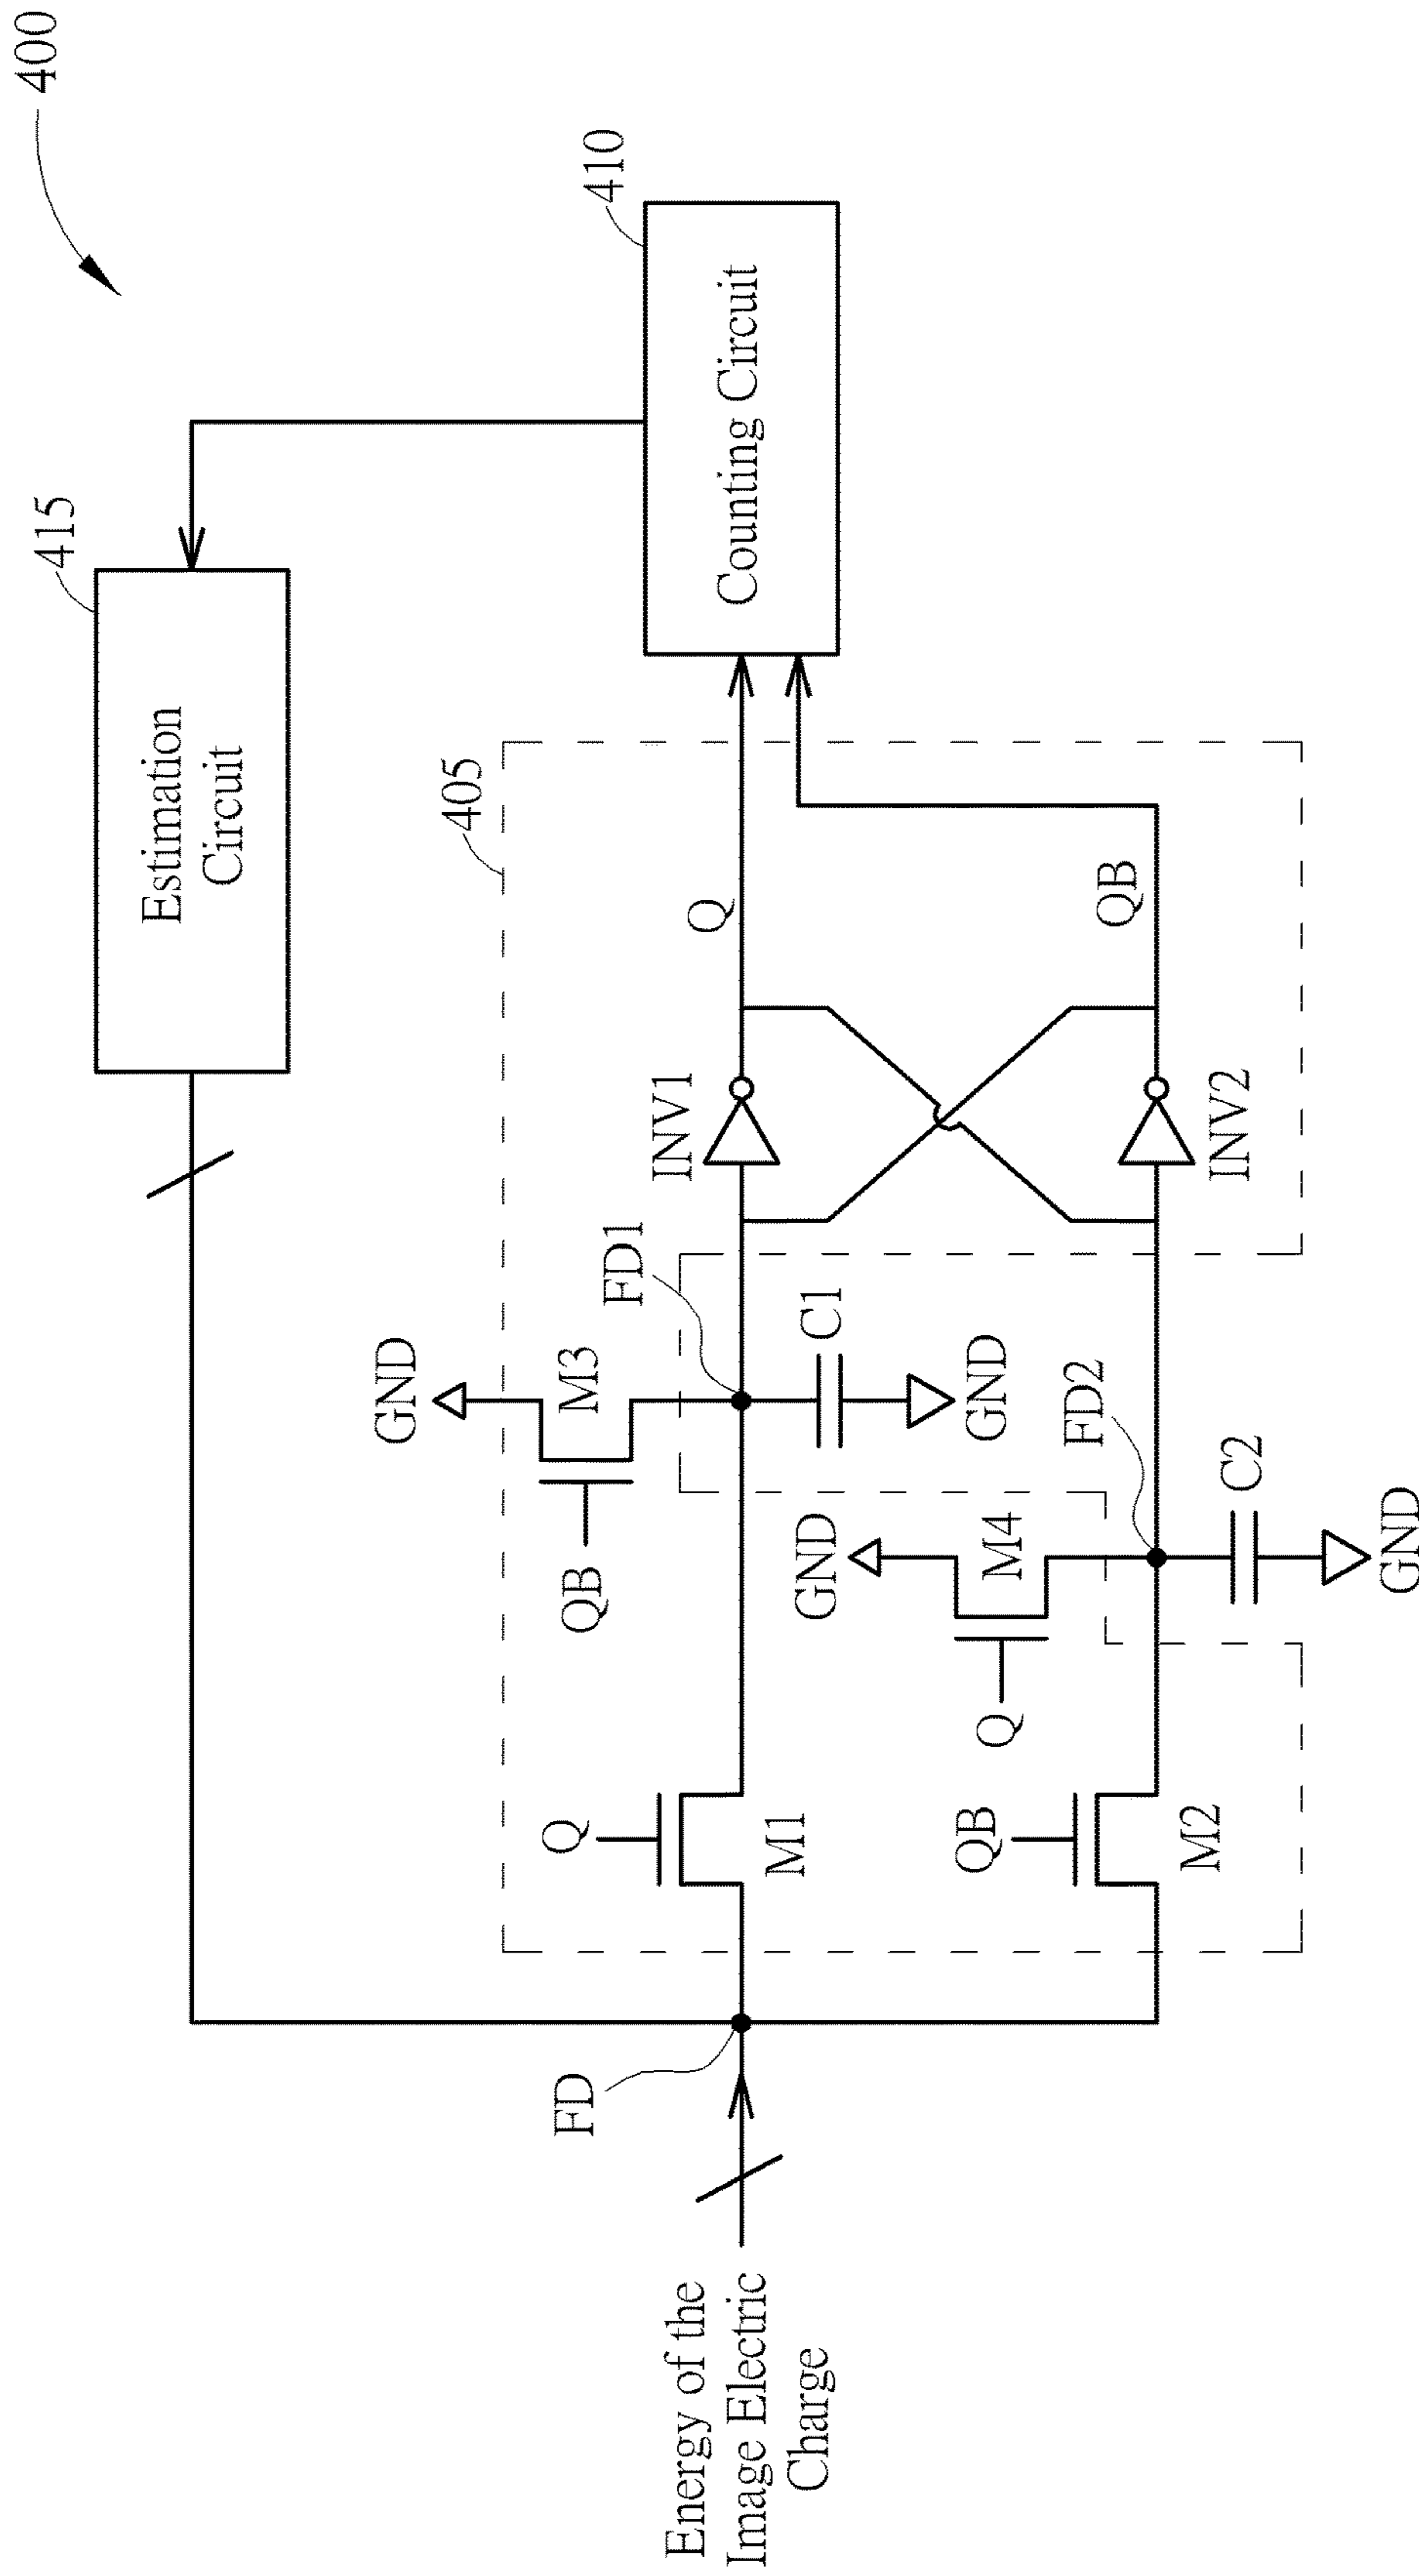 400
415
Estimation
Circuit
410
Counting Circuit
405
GND
M3
QB
FD1
INV1
Q
FD
Q
M1
C1
GND
Energy of the
Image Electric
Charge
GND
M4
Q
FD2
QB
M2
INV2
QB
C2
GND